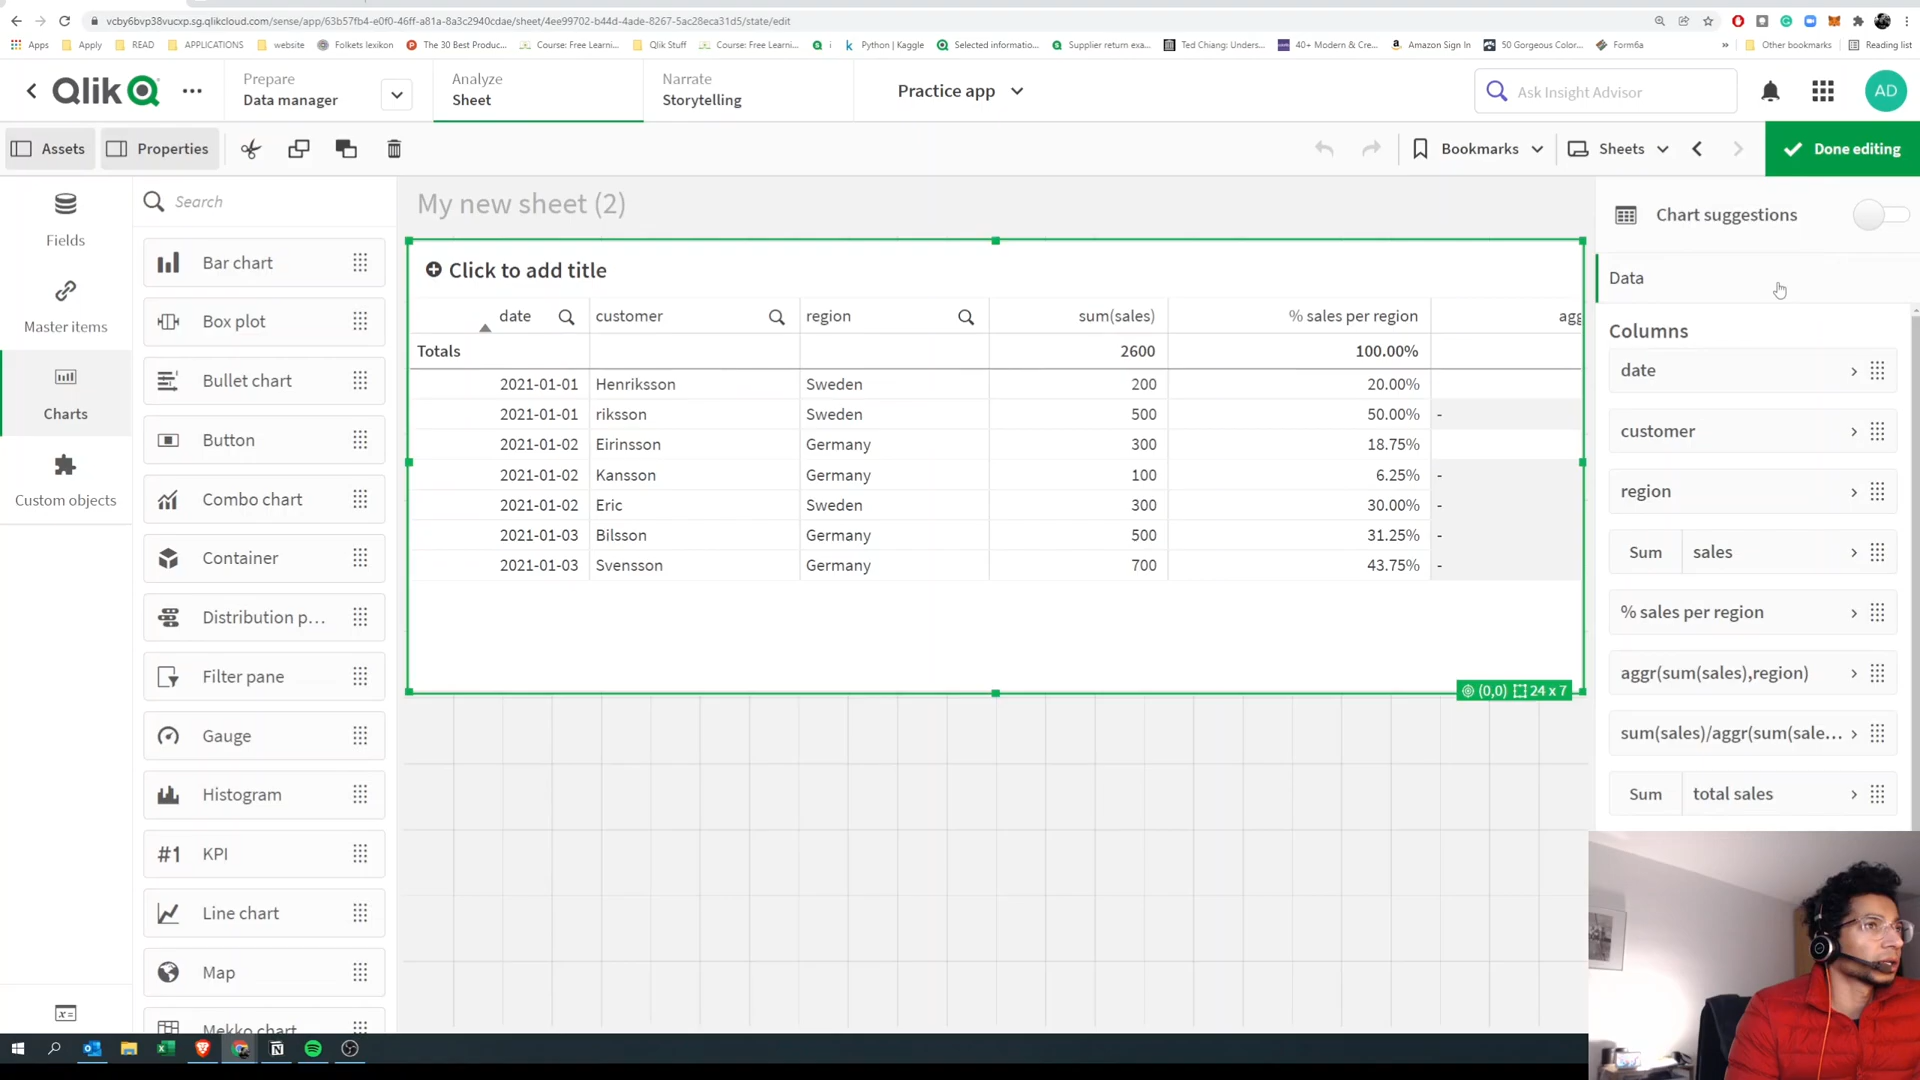 vcby6bvp38vucxp.sg.qlikcloud.com/sense/app/63b57fb4-e0f0-46ff-a81a-8a3c2940cdae/sheet/4ee99702-b44d-4ade-8267-5ac28eca31d5/state/edit
Apps Apply READ APPLICATIONS website Folkets lexikon The 30 Best Produc... Course: Free Learni... Qlik Stuff Course: Free Learni... i Python | Kaggle Selected informatio... Supplier return exa... Ted Chiang: Unders... 40+ Modern & Cre... Amazon Sign In 50 Gorgeous Color... Form6a » Other bookmarks Reading list
Qlik
Prepare
Data manager
Analyze
Sheet
Narrate
Storytelling
Practice app
Ask Insight Advisor
AD
Assets Properties Bookmarks Sheets Done editing
Fields
Master items
Charts
Custom objects
Search
Bar chart
Box plot
Bullet chart
Button
Combo chart
Container
Distribution p...
Filter pane
Gauge
Histogram
#1 KPI
Line chart
Map
Mekko chart
My new sheet (2)
Click to add title
date customer region sum(sales) % sales per region agg
Totals 2600 100.00%
2021-01-01 Henriksson Sweden 200 20.00%
2021-01-01 riksson Sweden 500 50.00% -
2021-01-02 Eirinsson Germany 300 18.75%
2021-01-02 Kansson Germany 100 6.25% -
2021-01-02 Eric Sweden 300 30.00% -
2021-01-03 Bilsson Germany 500 31.25% -
2021-01-03 Svensson Germany 700 43.75% -
(0,0) 24 x 7
Chart suggestions
Data
Columns
date
customer
region
Sum sales
% sales per region
aggr(sum(sales),region)
sum(sales)/aggr(sum(sale...
Sum total sales